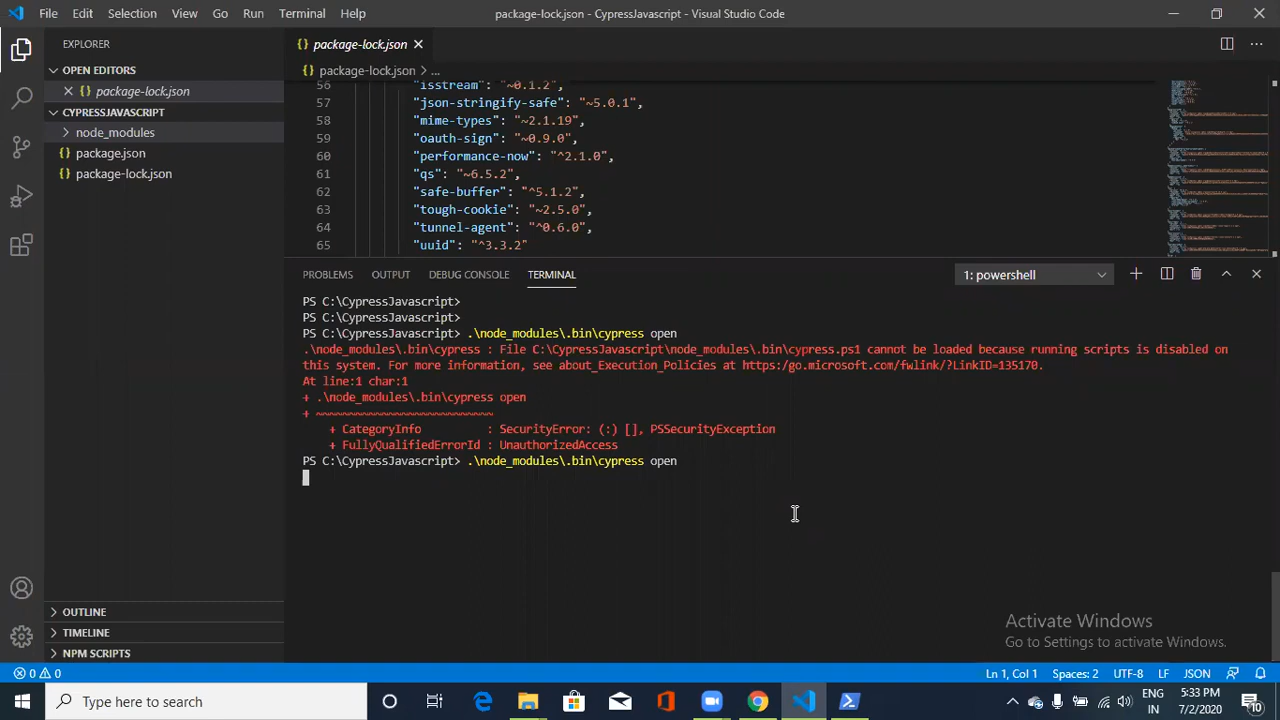 File Edit Selection View Go Run Terminal Help
package-lock.json - CypressJavascript - Visual Studio Code
EXPLORER
OPEN EDITORS
package-lock.json
CYPRESSJAVASCRIPT
node_modules
package.json
package-lock.json
OUTLINE
TIMELINE
NPM SCRIPTS
package-lock.json
package-lock.json > ...
56 "isstream": "~0.1.2",
57 "json-stringify-safe": "~5.0.1",
58 "mime-types": "~2.1.19",
59 "oauth-sign": "~0.9.0",
60 "performance-now": "^2.1.0",
61 "qs": "~6.5.2",
62 "safe-buffer": "^5.1.2",
63 "tough-cookie": "~2.5.0",
64 "tunnel-agent": "^0.6.0",
65 "uuid": "^3.3.2"
PROBLEMS OUTPUT DEBUG CONSOLE TERMINAL
1: powershell
PS C:\CypressJavascript>
PS C:\CypressJavascript>
PS C:\CypressJavascript> .\node_modules\.bin\cypress open
.\node_modules\.bin\cypress : File C:\CypressJavascript\node_modules\.bin\cypress.ps1 cannot be loaded because running scripts is disabled on
this system. For more information, see about_Execution_Policies at https:/go.microsoft.com/fwlink/?LinkID=135170.
At line:1 char:1
+ .\node_modules\.bin\cypress open
+ ~~~~~~~~~~~~~~~~~~~~~~~~~~~
+ CategoryInfo : SecurityError: (:) [], PSSecurityException
+ FullyQualifiedErrorId : UnauthorizedAccess
PS C:\CypressJavascript> .\node_modules\.bin\cypress open
Activate Windows
Go to Settings to activate Windows.
0 0
Ln 1, Col 1 Spaces: 2 UTF-8 LF JSON
Type here to search
ENG
IN
5:33 PM
7/2/2020
10